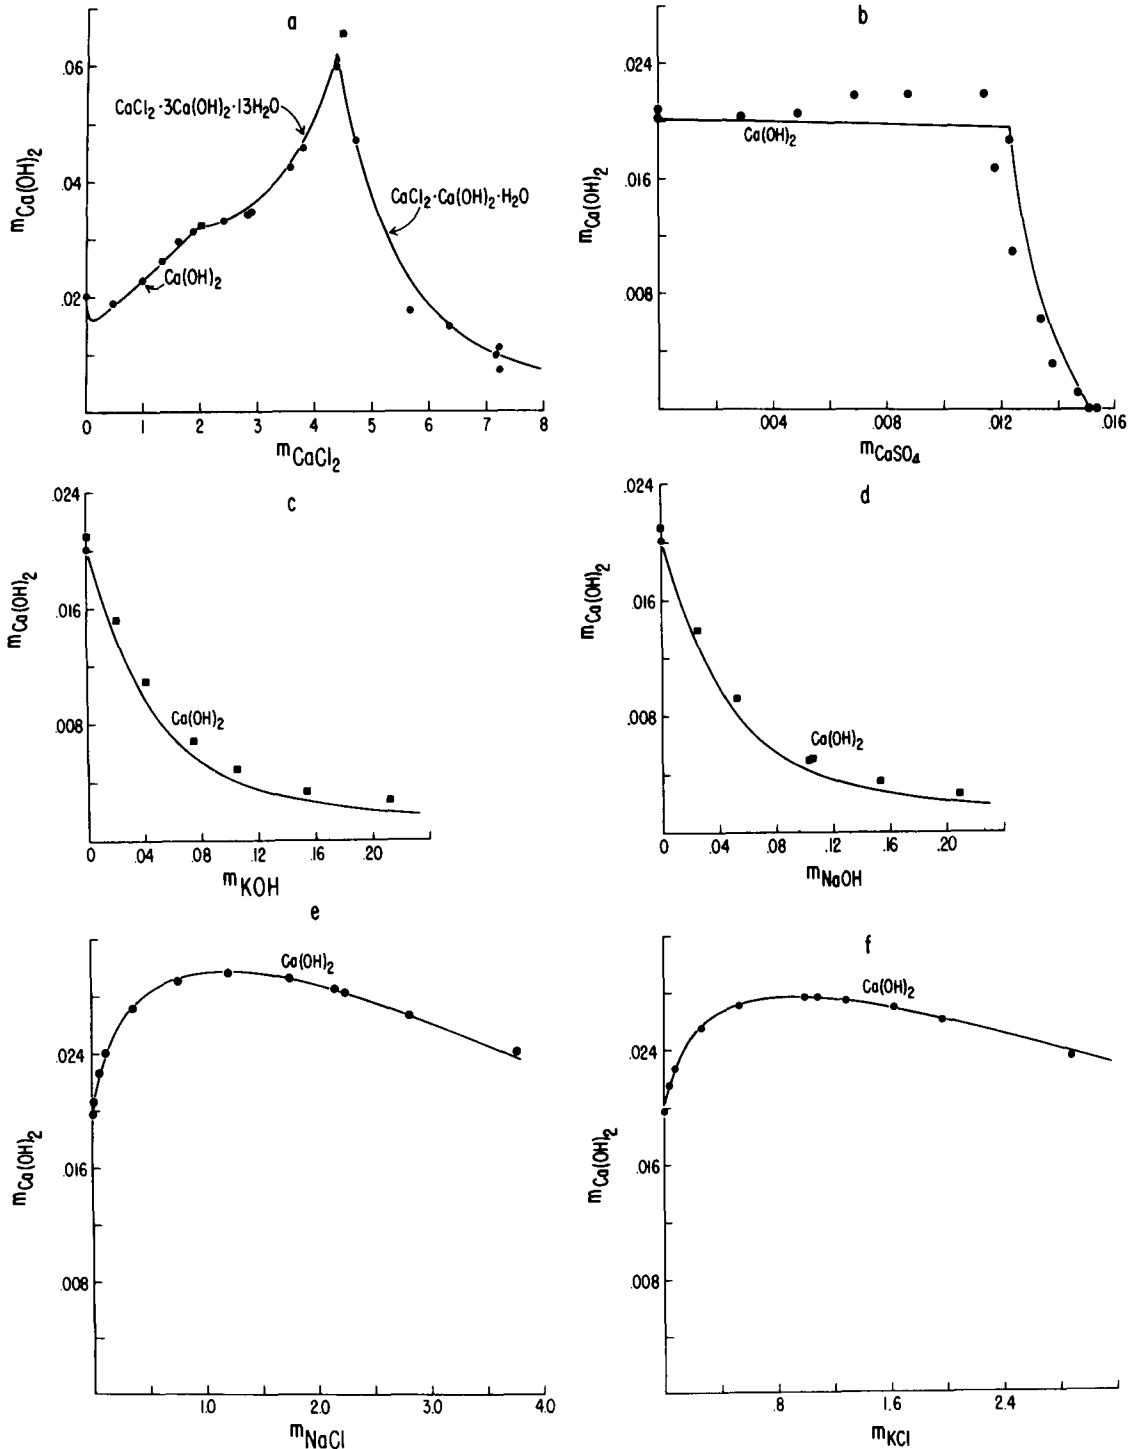 a
.06
.04
.02
mCa(OH)2
CaCl2·3Ca(OH)2·13H2O
CaCl2·Ca(OH)2·H2O
Ca(OH)2
0 1 2 3 4 5 6 7 8
mCaCl2
b
.024
.016
.008
mCa(OH)2
Ca(OH)2
.004 .008 .012 .016
mCaSO4
c
.024
.016
.008
mCa(OH)2
Ca(OH)2
0 .04 .08 .12 .16 .20
mKOH
d
.024
.016
.008
mCa(OH)2
Ca(OH)2
0 .04 .08 .12 .16 .20
mNaOH
e
.024
.016
.008
mCa(OH)2
Ca(OH)2
1.0 2.0 3.0 4.0
mNaCl
f
.024
.016
.008
mCa(OH)2
Ca(OH)2
.8 1.6 2.4
mKCl